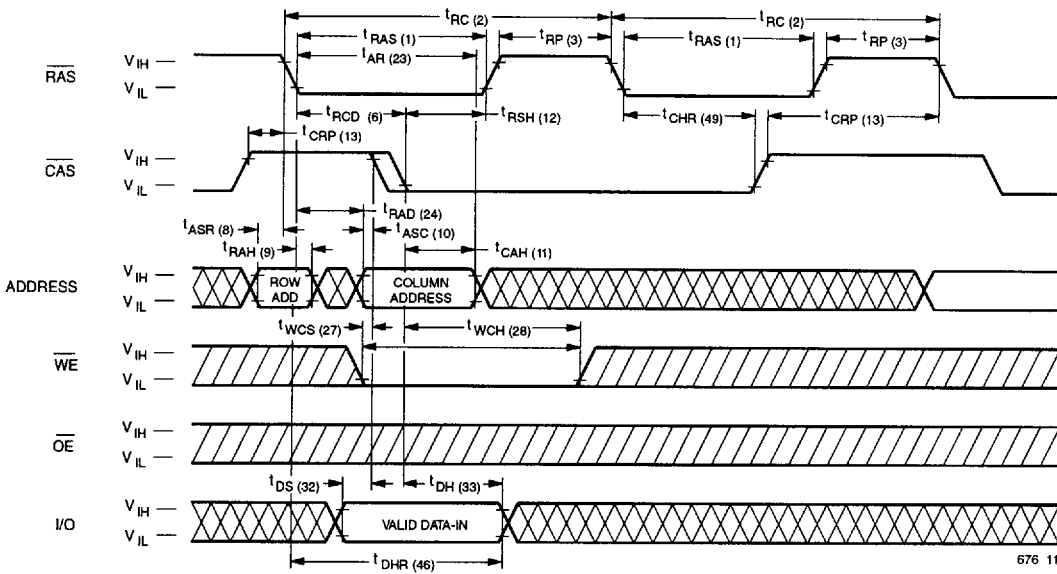 tRC (2) tRC (2)
tRAS (1) tRP (3) tRAS (1) tRP (3)
tAR (23)
RAS VIH
VIL
tRCD (6) tRSH (12) tCHR (49) tCRP (13)
tCRP (13)
CAS VIH
VIL
tRAD (24)
tASR (8) tASC (10)
tRAH (9) tCAH (11)
ADDRESS VIH ROW ADD COLUMN ADDRESS
VIL
tWCS (27) tWCH (28)
WE VIH
VIL
OE VIH
VIL
tDS (32) tDH (33)
I/O VIH VALID DATA-IN
VIL
tDHR (46)
676 11